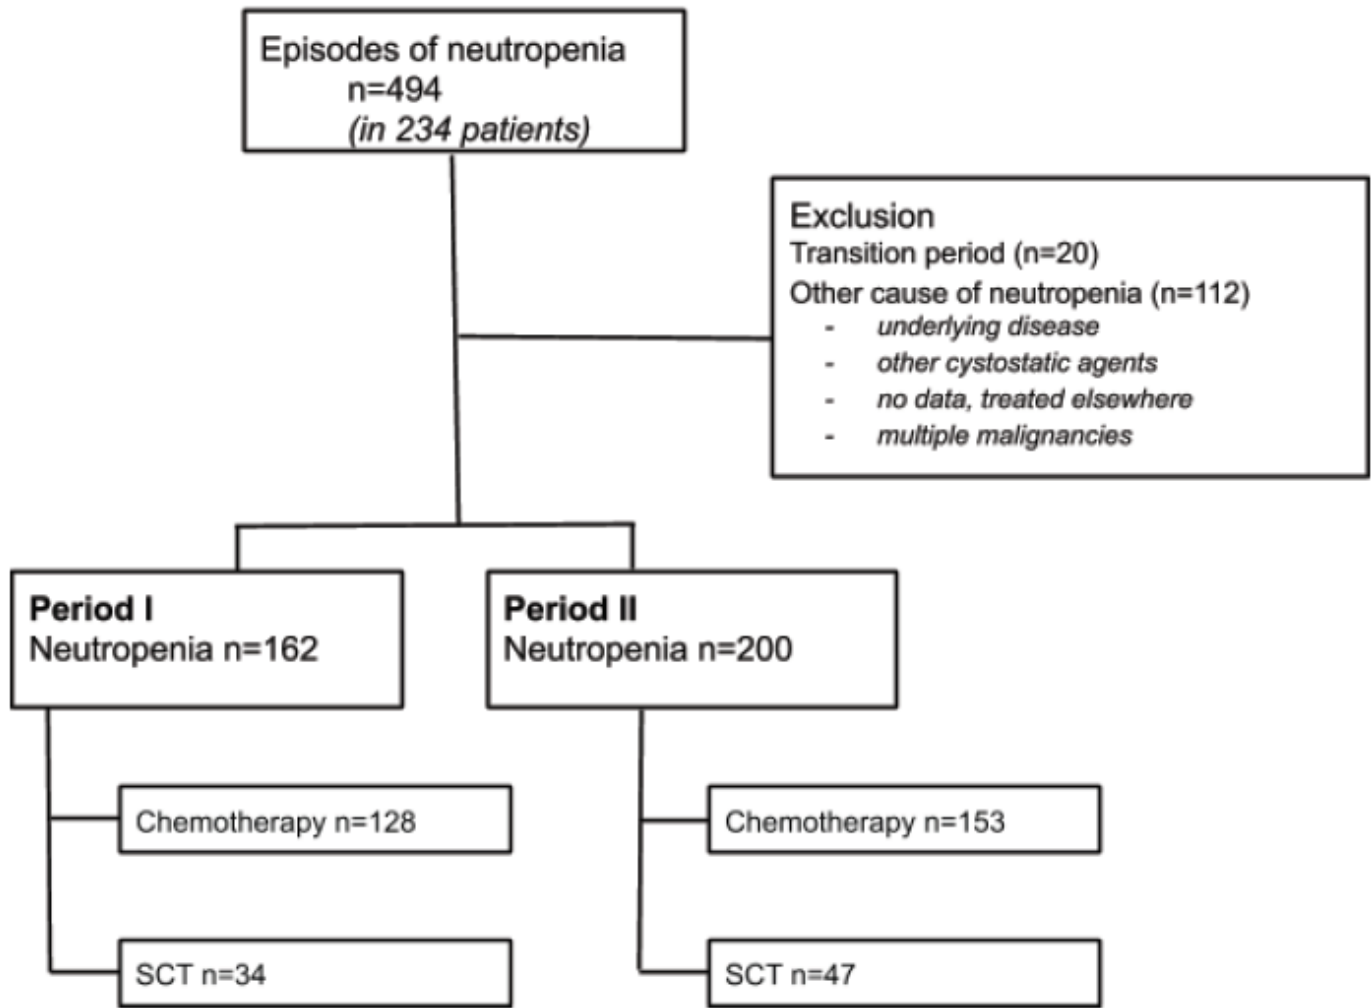 Episodes of neutropenia
n=494
(in 234 patients)
Exclusion
Transition period (n=20)
Other cause of neutropenia (n=112)
- underlying disease
- other cystostatic agents
- no data, treated elsewhere
- multiple malignancies
Period I
Neutropenia n=162
Period II
Neutropenia n=200
Chemotherapy n=128
Chemotherapy n=153
SCT n=34
SCT n=47